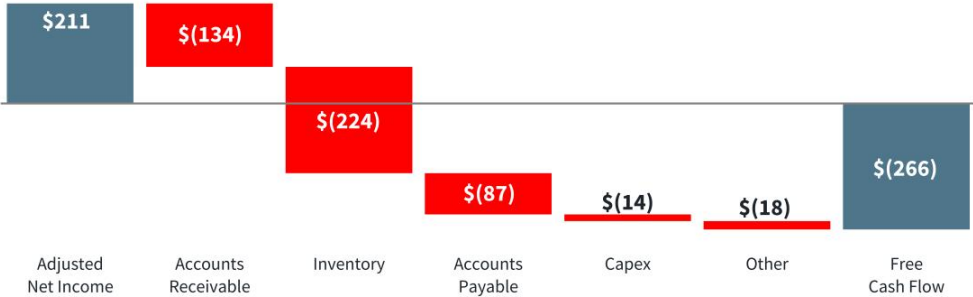 $211
$(134)
$(224)
$(87)
$(14)
$(18)
$(266)
Adjusted
Net Income
Accounts
Receivable
Inventory
Accounts
Payable
Capex
Other
Free
Cash Flow